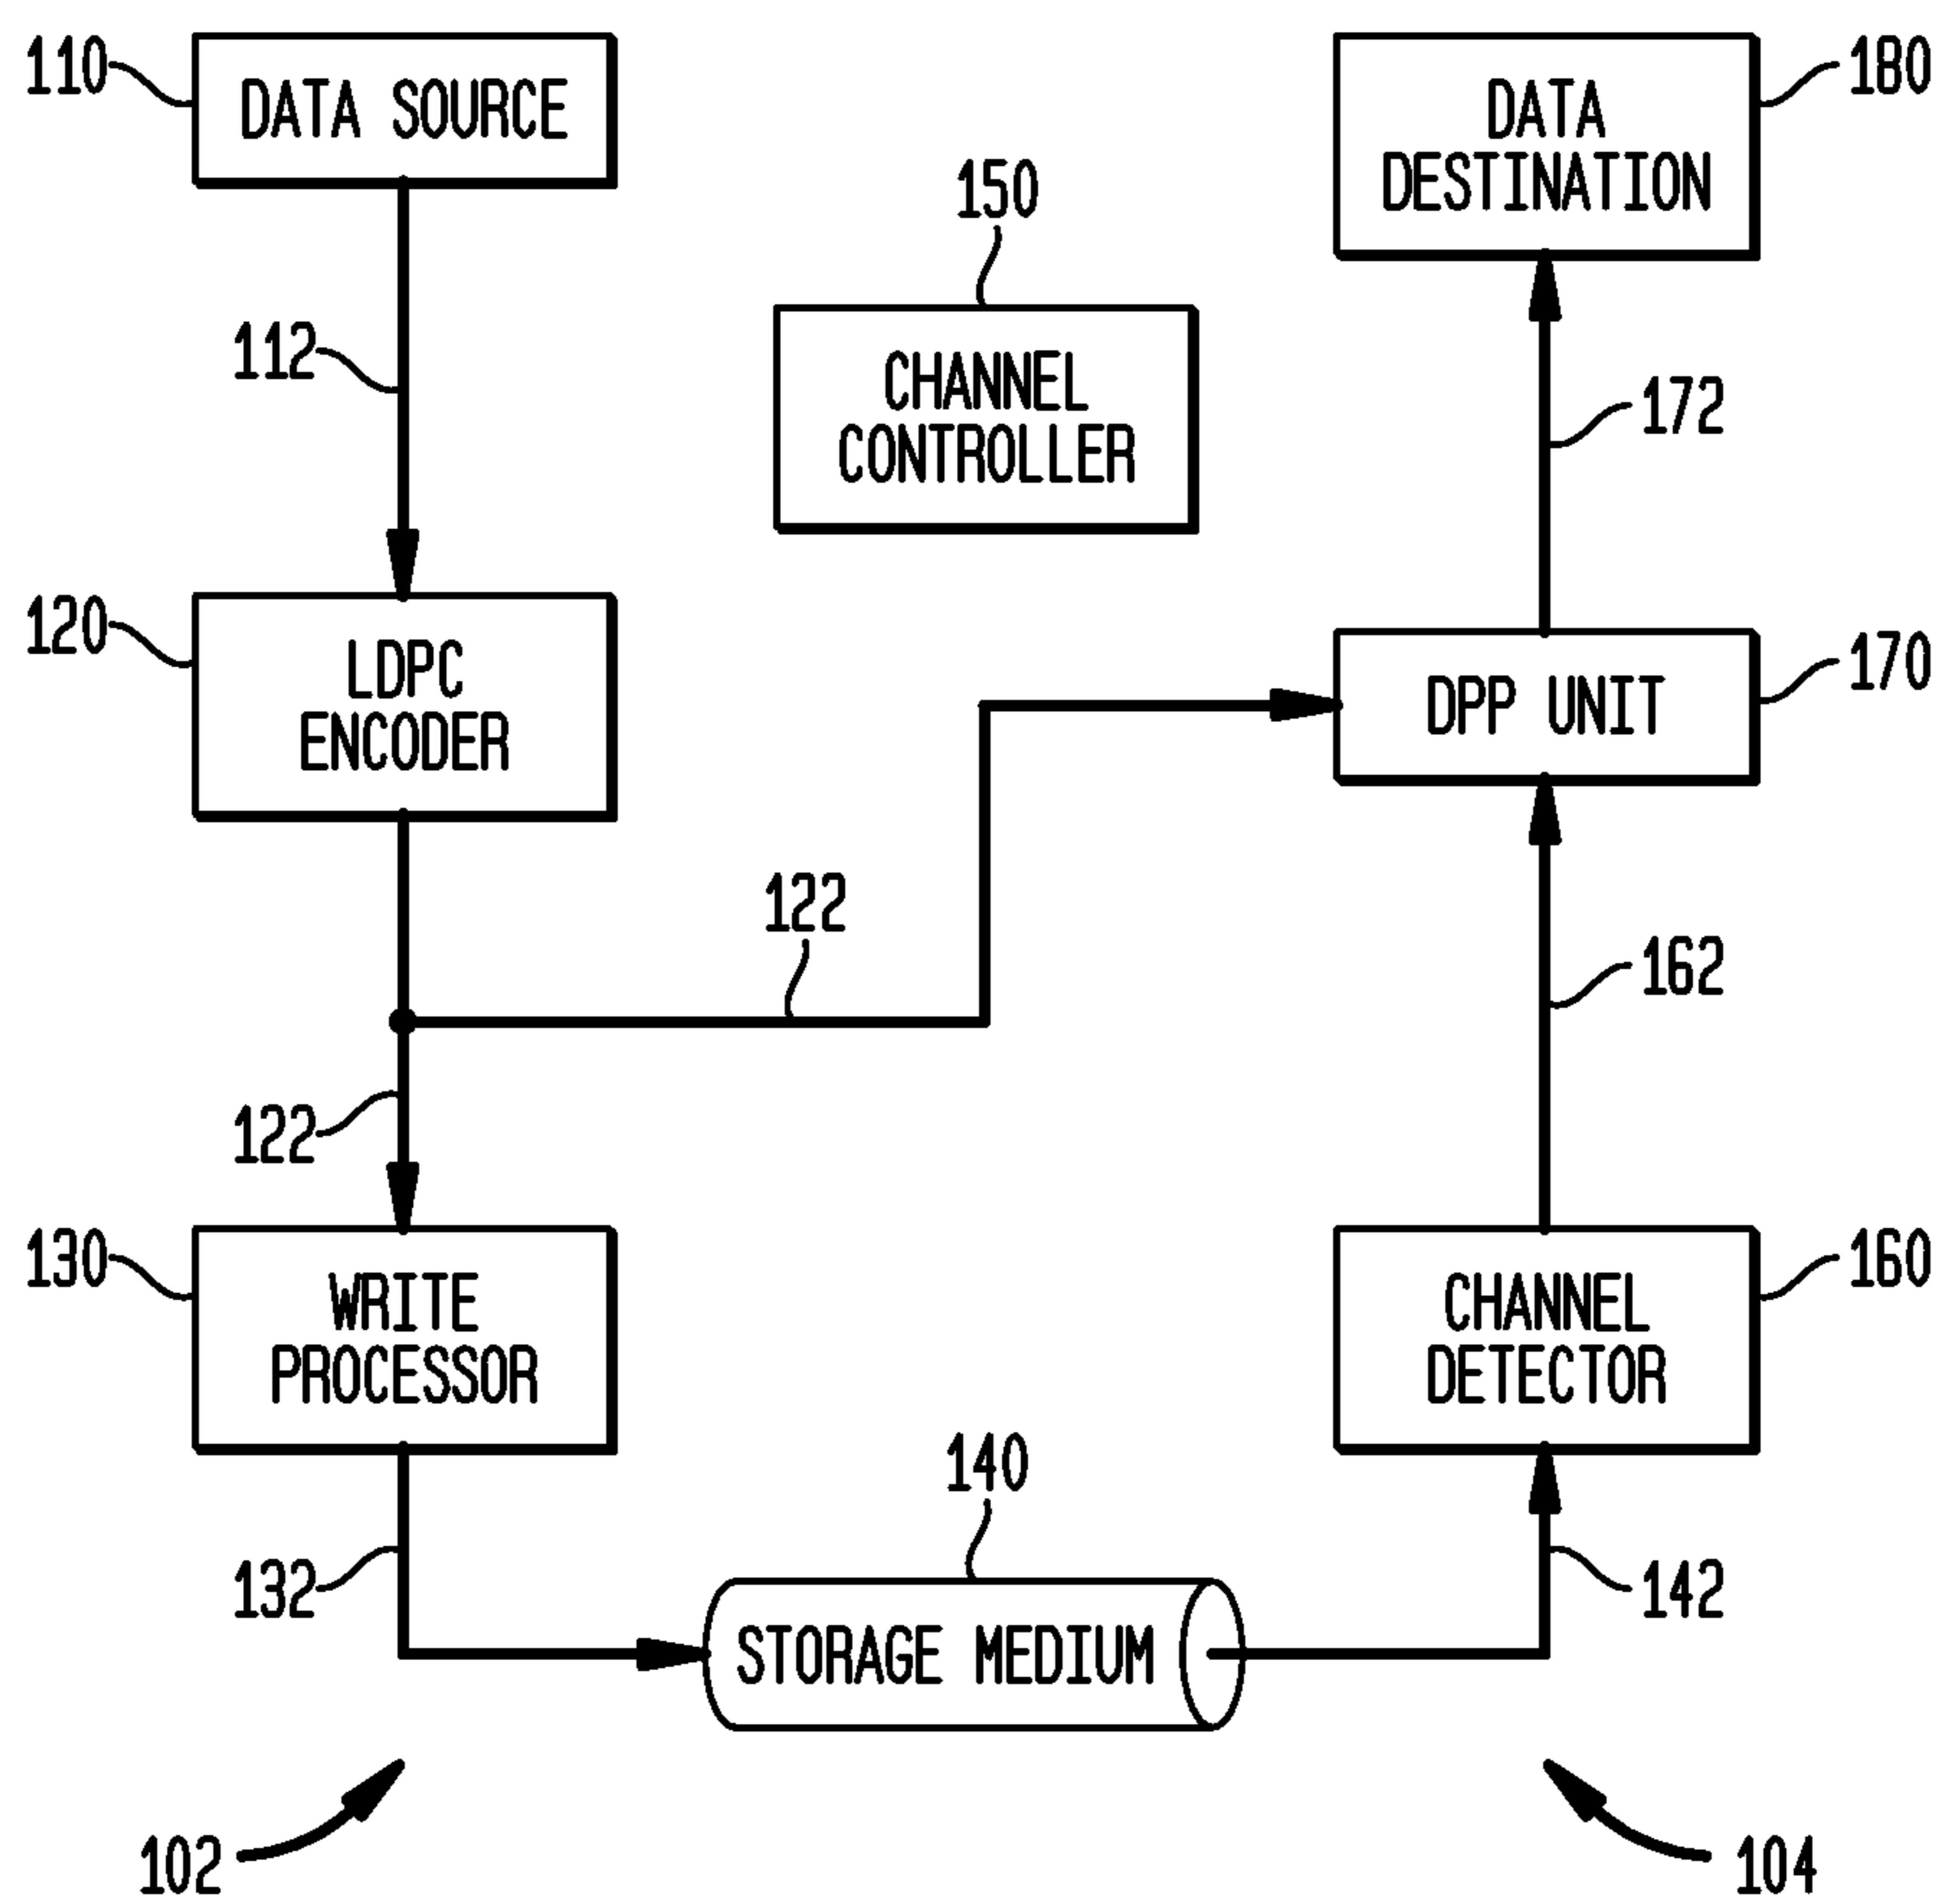 110
DATA SOURCE
DATA
DESTINATION
180
150
112
CHANNEL
CONTROLLER
172
120
LDPC
ENCODER
DPP UNIT
170
122
162
122
130
WRITE
PROCESSOR
CHANNEL
DETECTOR
160
140
132
STORAGE MEDIUM
142
102
104